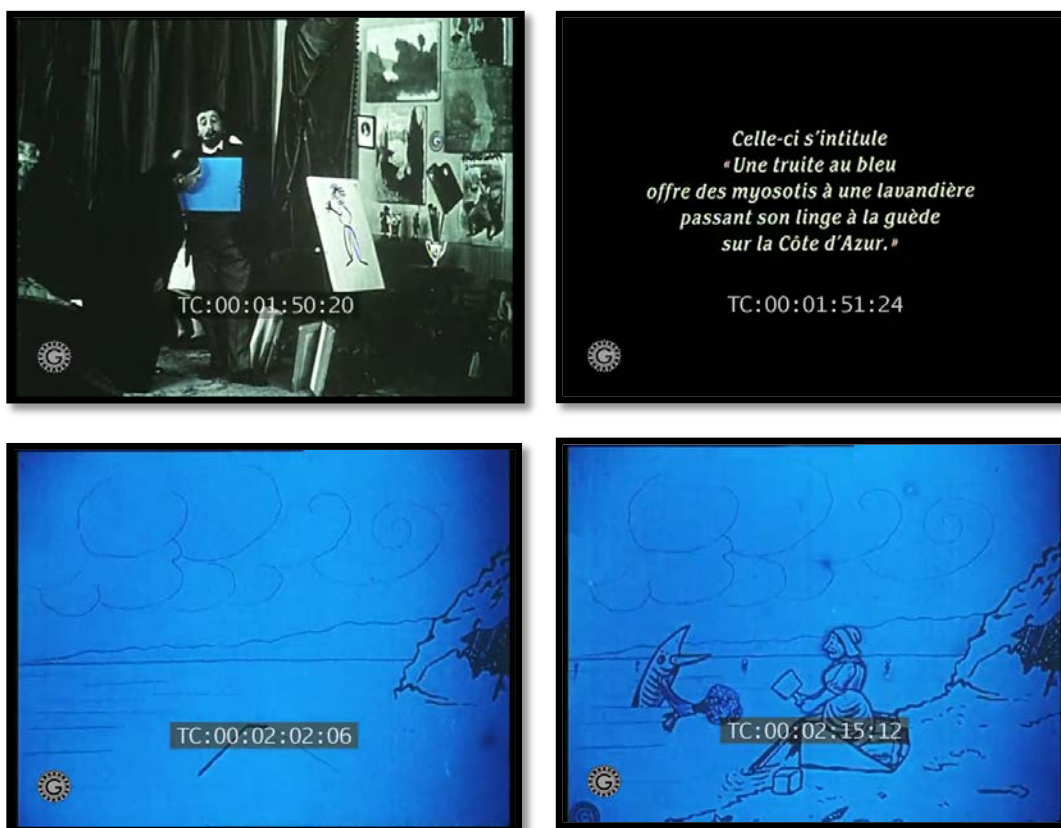 TC:00:01:50:20
Celle-ci s'intitule
« Une truite au bleu
offre des myosotis à une lavandière
passant son linge à la guède
sur la Côte d'Azur. »
TC:00:01:51:24
G
G
TC:00:02:02:06
TC:00:02:15:12
G
G